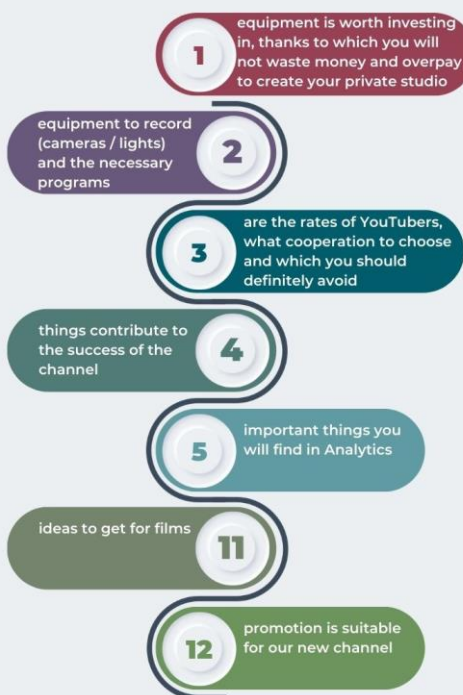 1
equipment is worth investing
in, thanks to which you will
not waste money and overpay
to create your private studio
equipment to record
(cameras / lights)
and the necessary
programs
2
3
are the rates of YouTubers,
what cooperation to choose
and which you should
definitely avoid
things contribute to
the success of the
channel
4
5
important things you
will find in Analytics
ideas to get for films
11
12
promotion is suitable
for our new channel